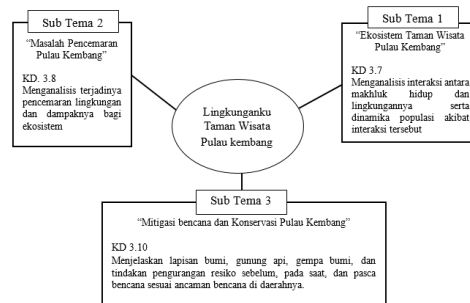 Sub Tema 2
"Masalah Pencemaran
Pulau Kembang"
KD. 3.8
Menganalisis terjadinya
pencemaran lingkungan
dan dampaknya bagi
ekosistem
Sub Tema 1
"Ekosistem Taman Wisata
Pulau Kembang"
KD 3.7
Menganalisis interaksi antara
makhluk hidup dan
lingkungannya serta
dinamika populasi akibat
interaksi tersebut
Lingkunganku
Taman Wisata
Pulau kembang
Sub Tema 3
"Mitigasi bencana dan Konservasi Pulau Kembang"
KD 3.10
Menjelaskan lapisan bumi, gunung api, gempa bumi, dan
tindakan pengurangan resiko sebelum, pada saat, dan pasca
bencana sesuai ancaman bencana di daerahnya.